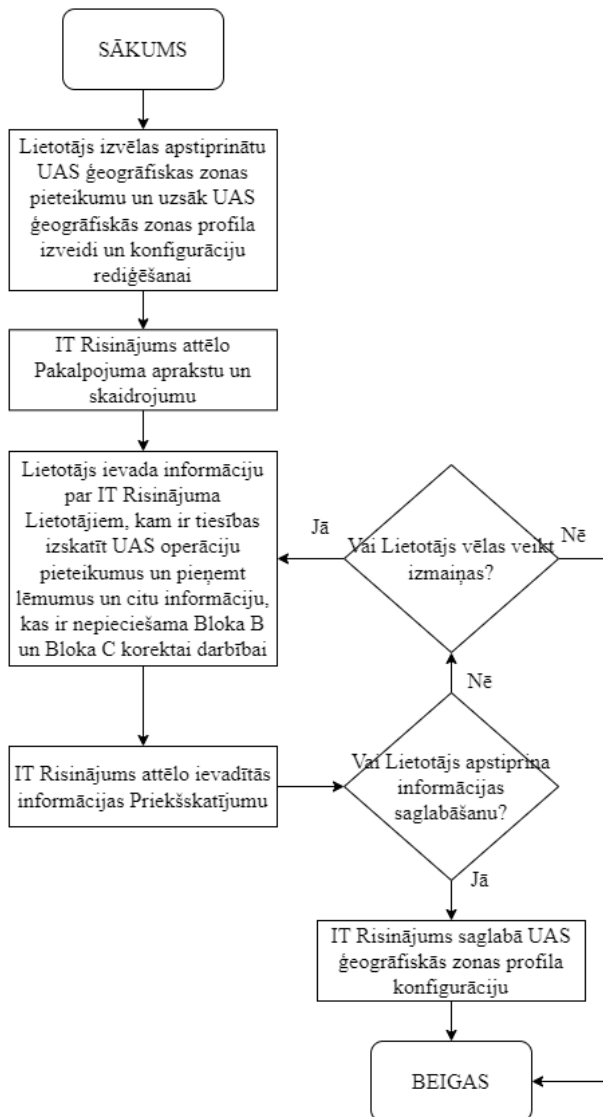 SĀKUMS
Lietotājs izvēlas apstiprinātu
UAS ģeogrāfiskas zonas
pieteikumu un uzsāk UAS
ģeogrāfiskās zonas profila
izveidi un konfigurāciju
rediģēšanai
IT Risinājums attēlo
Pakalpojuma aprakstu un
skaidrojumu
Lietotājs ievada informāciju
par IT Risinājuma
Lietotājiem, kam ir tiesības
izskatīt UAS operāciju
pieteikumus un pieņemt
lēmumus un citu informāciju,
kas ir nepieciešama Bloka B
un Bloka C korektai darbībai
Jā
Vai Lietotājs vēlas veikt
izmaiņas?
Nē
Nē
IT Risinājums attēlo ievadītās
informācijas Priekšskatījumu
Vai Lietotājs apstiprina
informācijas
saglabāšanu?
Jā
IT Risinājums saglabā UAS
ģeogrāfiskās zonas profila
konfigurāciju
BEIGAS